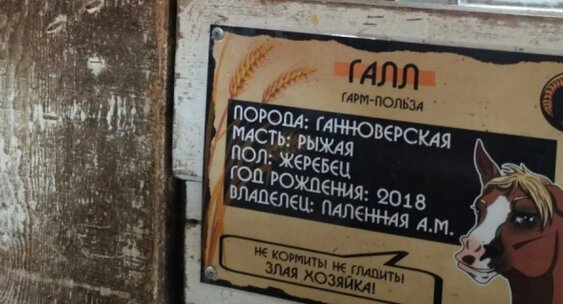 ГАЛЛ
ГАРМ-ПОЛЬЗА
ПОРОДА: ГАННОВЕРСКАЯ
МАСТЬ: РЫЖАЯ
ПОЛ: ЖЕРЕБЕЦ
ГОД РОЖДЕНИЯ: 2018
ВЛАДЕЛЕЦ: ПАЛЕННАЯ А.М.
НЕ КОРМИТЬ! НЕ ГЛАДИТЬ!
ЗЛАЯ ХОЗЯЙКА!